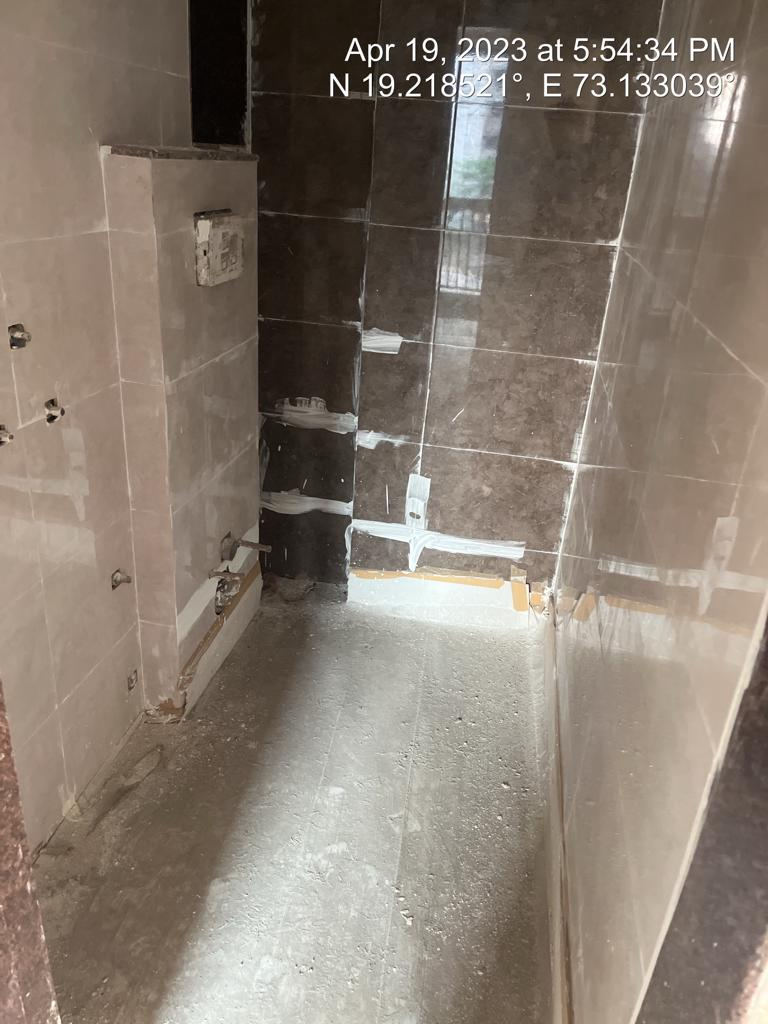 Apr 19, 2023 at 5:54:34 PM
N 19.218521°, E 73.133039°